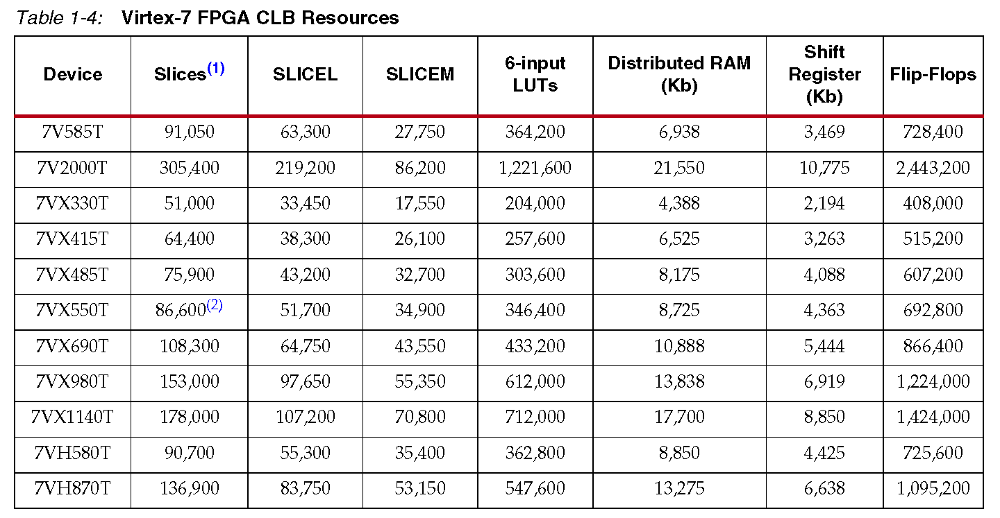 Table 1-4: Virtex-7 FPGA CLB Resources
Device Slices(1) SLICEL SLICEM 6-input LUTs Distributed RAM (Kb) Shift Register (Kb) Flip-Flops
7V585T 91,050 63,300 27,750 364,200 6,938 3,469 728,400
7V2000T 305,400 219,200 86,200 1,221,600 21,550 10,775 2,443,200
7VX330T 51,000 33,450 17,550 204,000 4,388 2,194 408,000
7VX415T 64,400 38,300 26,100 257,600 6,525 3,263 515,200
7VX485T 75,900 43,200 32,700 303,600 8,175 4,088 607,200
7VX550T 86,600(2) 51,700 34,900 346,400 8,725 4,363 692,800
7VX690T 108,300 64,750 43,550 433,200 10,888 5,444 866,400
7VX980T 153,000 97,650 55,350 612,000 13,838 6,919 1,224,000
7VX1140T 178,000 107,200 70,800 712,000 17,700 8,850 1,424,000
7VH580T 90,700 55,300 35,400 362,800 8,850 4,425 725,600
7VH870T 136,900 83,750 53,150 547,600 13,275 6,638 1,095,200